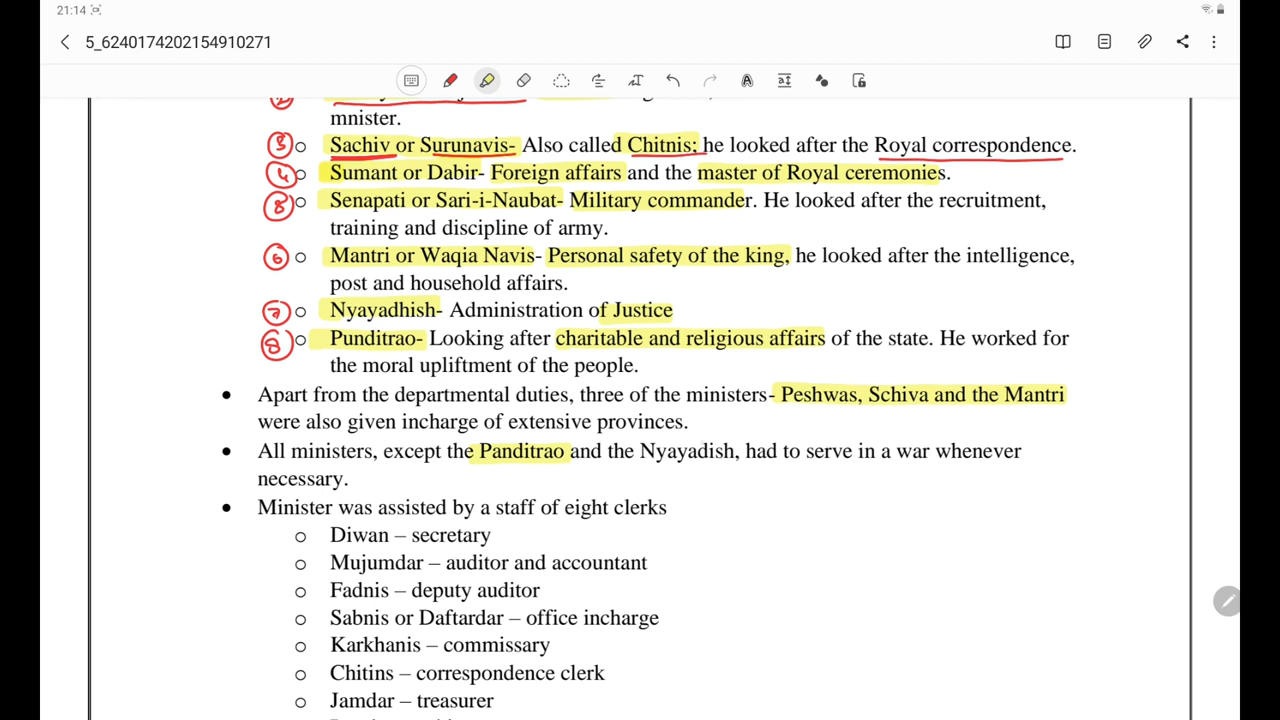 21:14
5_6240174202154910271
mnister.
3 o Sachiv or Surunavis- Also called Chitnis; he looked after the Royal correspondence.
4 o Sumant or Dabir- Foreign affairs and the master of Royal ceremonies.
5 o Senapati or Sari-i-Naubat- Military commander. He looked after the recruitment,
training and discipline of army.
6 o Mantri or Waqia Navis- Personal safety of the king, he looked after the intelligence,
post and household affairs.
7 o Nyayadhish- Administration of Justice
8 o Punditrao- Looking after charitable and religious affairs of the state. He worked for
the moral upliftment of the people.
• Apart from the departmental duties, three of the ministers- Peshwas, Schiva and the Mantri
were also given incharge of extensive provinces.
• All ministers, except the Panditrao and the Nyayadish, had to serve in a war whenever
necessary.
• Minister was assisted by a staff of eight clerks
o Diwan – secretary
o Mujumdar – auditor and accountant
o Fadnis – deputy auditor
o Sabnis or Daftardar – office incharge
o Karkhanis – commissary
o Chitins – correspondence clerk
o Jamdar – treasurer